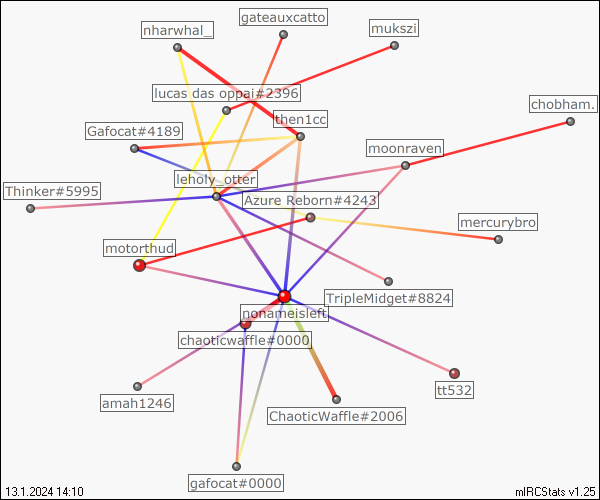 gateauxcatto
nharwhal_
mukszi
lucas das oppai#2396
chobham.
then1cc
Gafocat#4189
moonraven
leholy_otter
Thinker#5995
Azure Reborn#4243
mercurybro
motorthud
TripleMidget#8824
nonameisleft
chaoticwaffle#0000
tt532
amah1246
ChaoticWaffle#2006
gafocat#0000
13.1.2024 14:10
mIRCStats v1.25